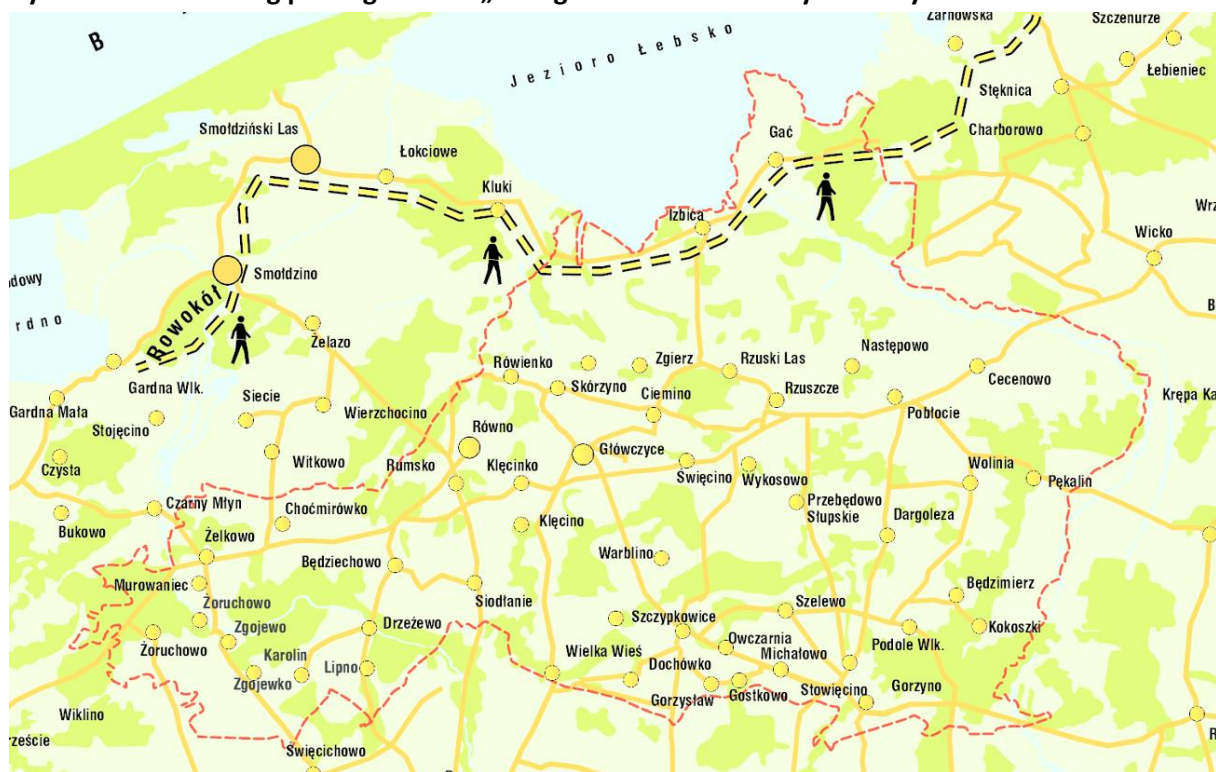 B
Jezioro Łebsko
Żarnowska
Szczenurze
Łebieniec
Stęknica
Charborowo
Smołdziński Las
Łokciowe
Gać
Kluki
Izbica
Wicko
Smołdzino
Rowokół
Żelazo
Gardna Wlk.
Gardna Mała
Stojęcino
Siecie
Wierzchocino
Rówienko
Skórzyno
Zgierz
Ciemino
Rzuski Las
Rzuszcze
Następowo
Cecenowo
Pobłocie
Czysta
Witkowo
Rumsko
Równo
Klęcinko
Główczyce
Święcino
Wykosowo
Wolinia
Pękalin
Bukowo
Czarny Młyn
Choćmirówko
Klęcino
Przebędowo
Słupskie
Dargoleza
Żelkowo
Będziechowo
Warblino
Murowaniec
Żoruchowo
Siodłanie
Szczypkowice
Szelewo
Będzimierz
Kokoszki
Żoruchowo
Zgojewo
Karolin
Zgojewko
Lipno
Drzeżewo
Wielka Wieś
Dochówko
Owczarnia
Michałowo
Podole Wlk.
Gorzysław
Gostkowo
Stowięcino
Gorzyno
Wiklino
Święcichowo